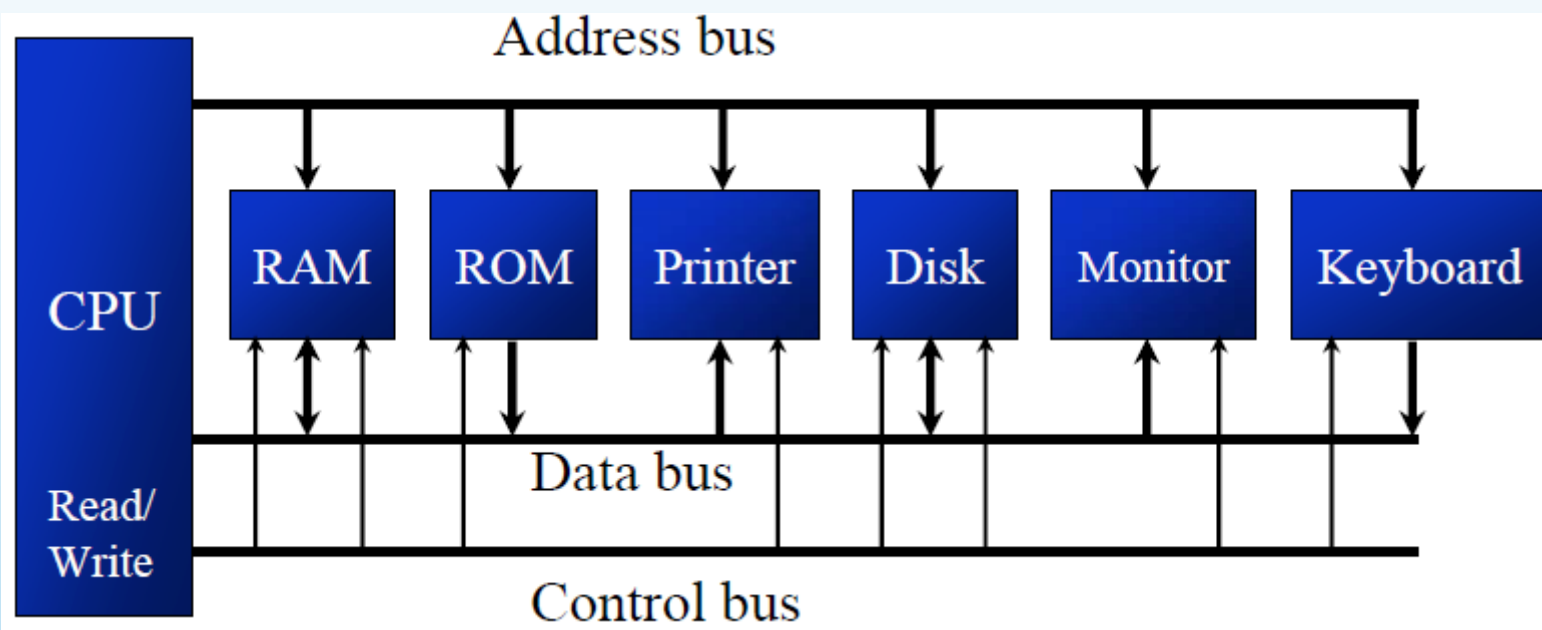 Address bus
CPU
RAM
ROM
Printer
Disk
Monitor
Keyboard
Data bus
Read/
Write
Control bus